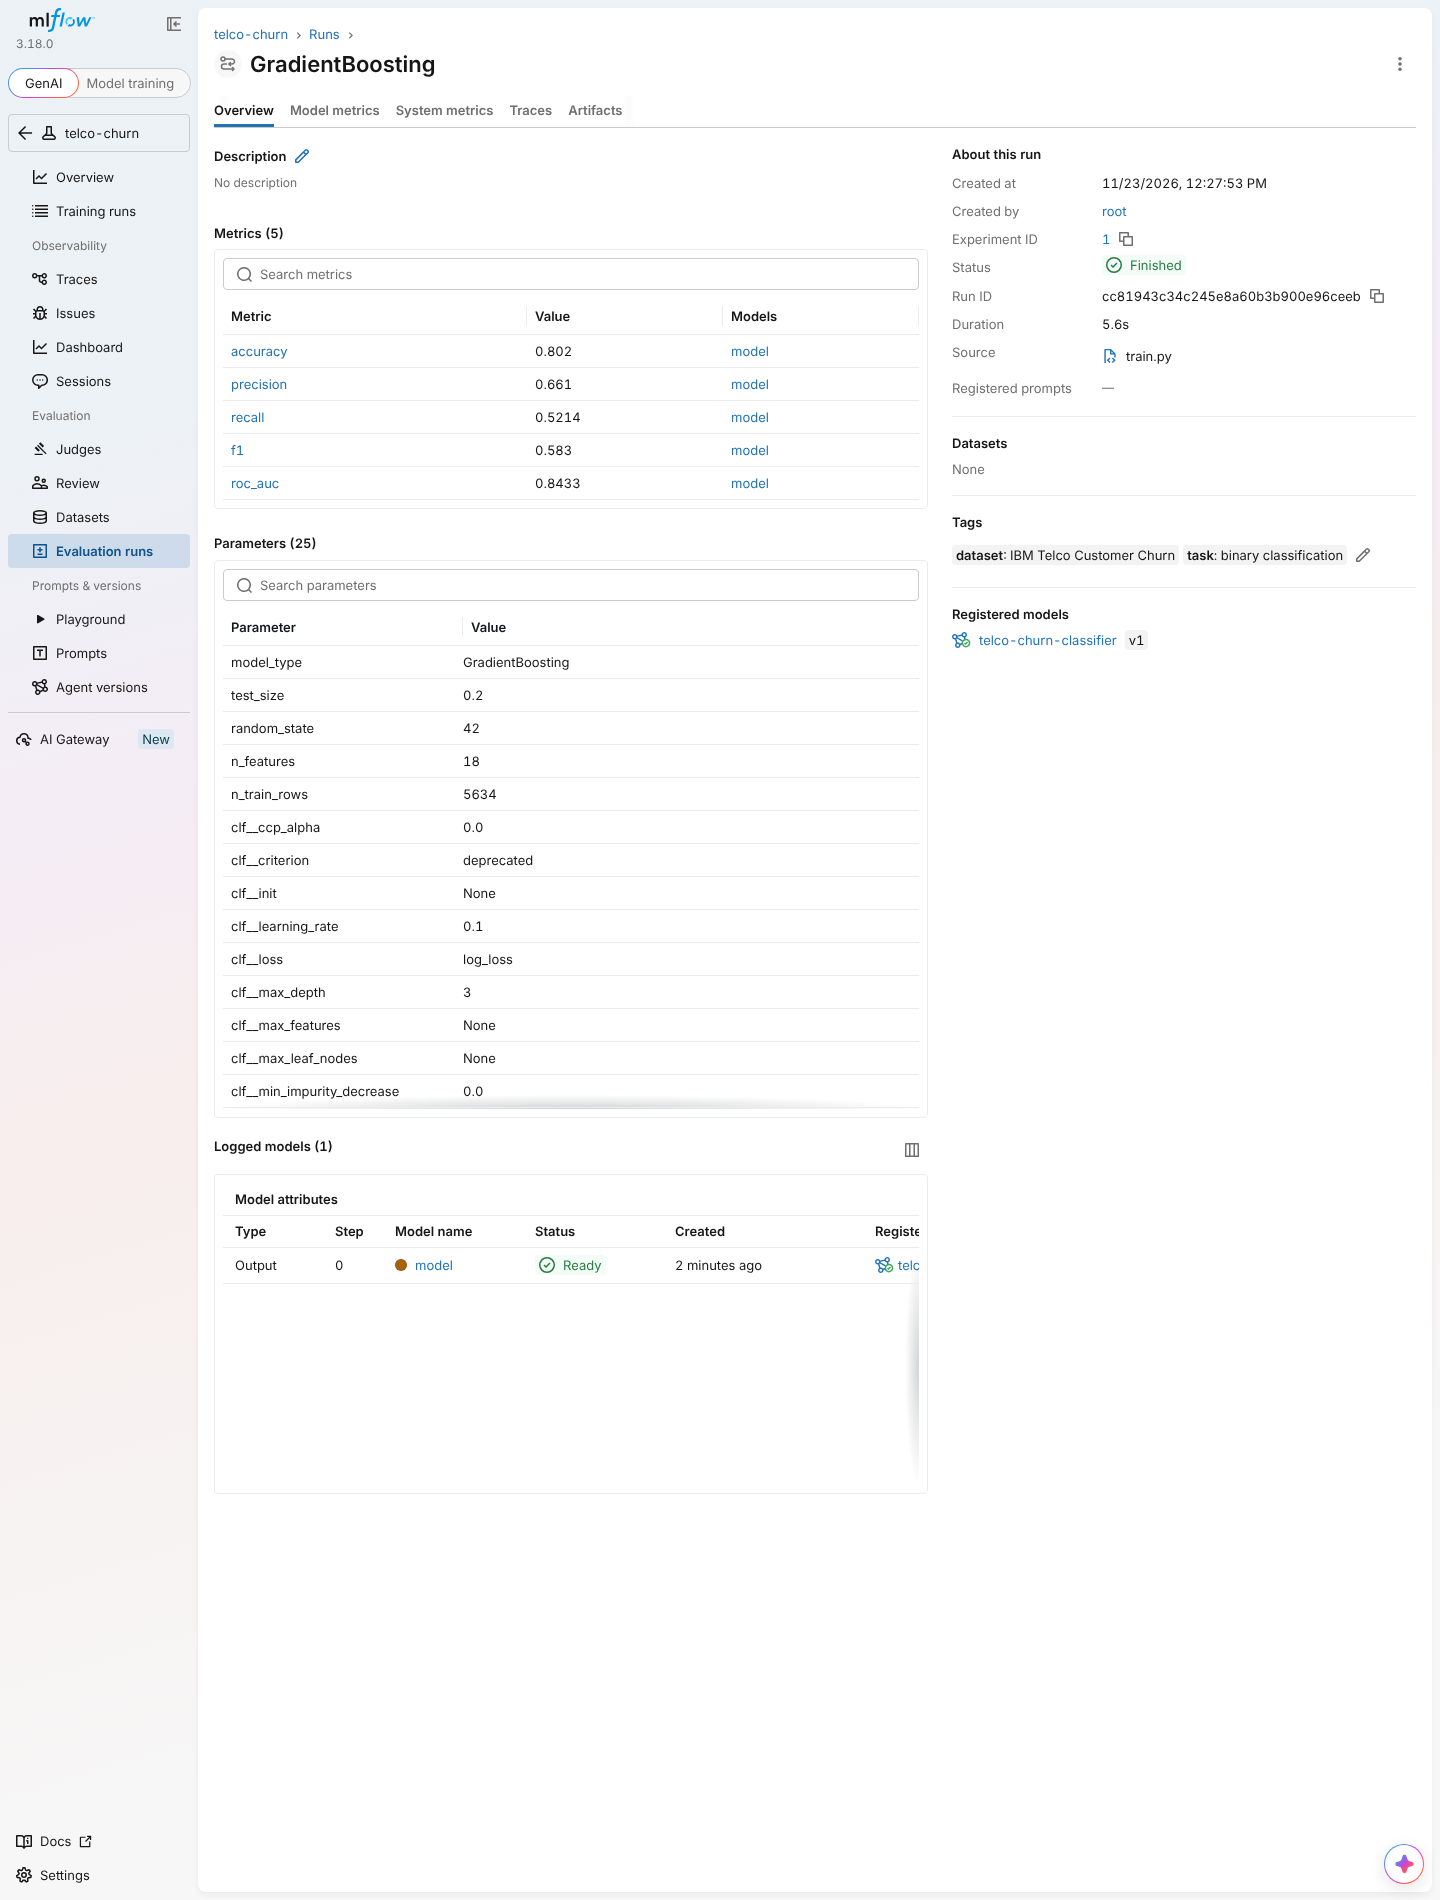 mlflow
3.18.0
GenAI
Model training
telco-churn
Overview
Training runs
Observability
Traces
Issues
Dashboard
Sessions
Evaluation
Judges
Review
Datasets
Evaluation runs
Prompts & versions
Playground
Prompts
Agent versions
AI Gateway New
Docs
Settings
telco-churn > Runs >
GradientBoosting
Overview Model metrics System metrics Traces Artifacts
Description
No description
Metrics (5)
Search metrics
Metric Value Models
accuracy 0.802 model
precision 0.661 model
recall 0.5214 model
f1 0.583 model
roc_auc 0.8433 model
Parameters (25)
Search parameters
Parameter Value
model_type GradientBoosting
test_size 0.2
random_state 42
n_features 18
n_train_rows 5634
clf__ccp_alpha 0.0
clf__criterion deprecated
clf__init None
clf__learning_rate 0.1
clf__loss log_loss
clf__max_depth 3
clf__max_features None
clf__max_leaf_nodes None
clf__min_impurity_decrease 0.0
Logged models (1)
Model attributes
Type Step Model name Status Created Registe
Output 0 model Ready 2 minutes ago telc
About this run
Created at 11/23/2026, 12:27:53 PM
Created by root
Experiment ID 1
Status Finished
Run ID cc81943c34c245e8a60b3b900e96ceeb
Duration 5.6s
Source train.py
Registered prompts —
Datasets
None
Tags
dataset: IBM Telco Customer Churn task: binary classification
Registered models
telco-churn-classifier v1